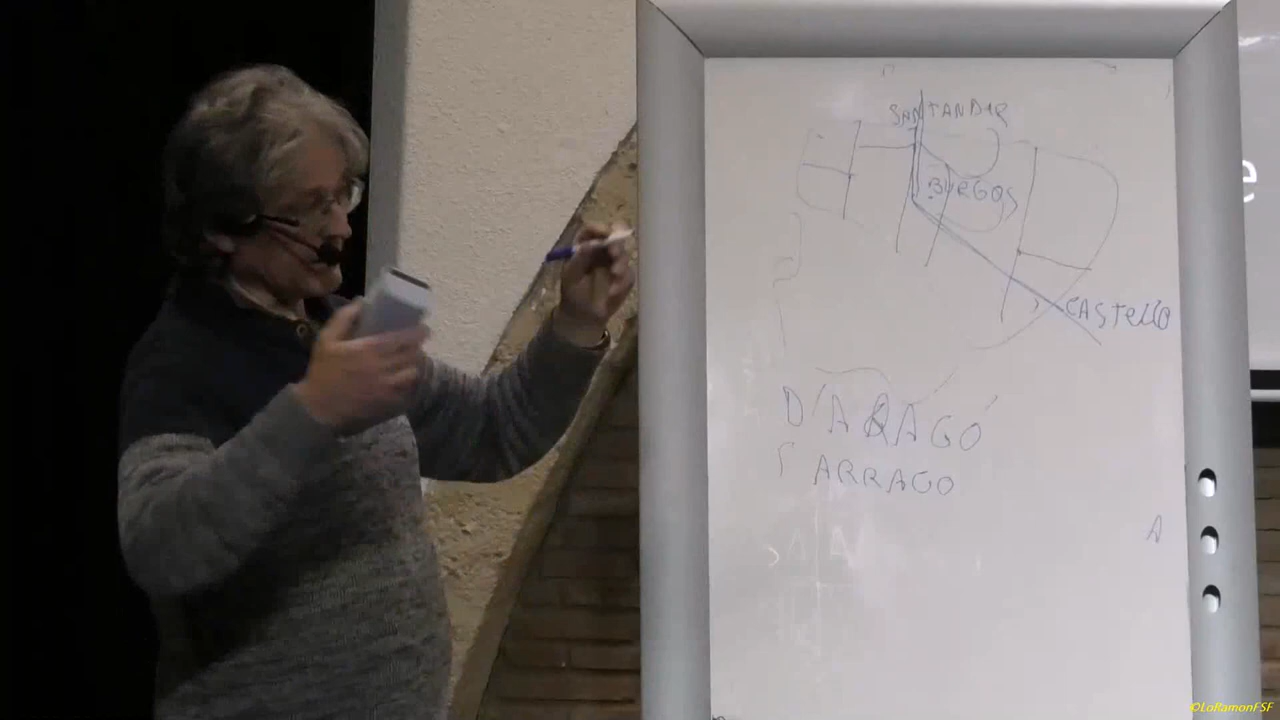 SANTANDER
BURGOS
CASTELLO
e
D'ARAGÓ
ARRAGO
A
©LoRamonFSF